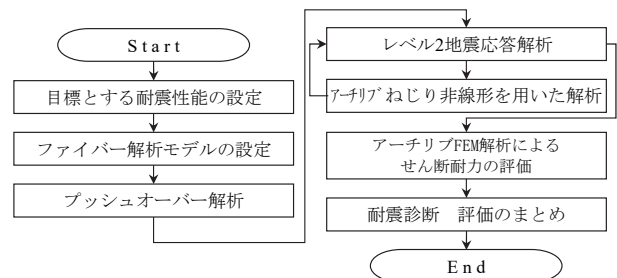 Start
目標とする耐震性能の設定
ファイバー解析モデルの設定
プッシュオーバー解析
レベル2地震応答解析
アーチリブねじり非線形を用いた解析
アーチリブFEM解析による
せん断耐力の評価
耐震診断　評価のまとめ
End